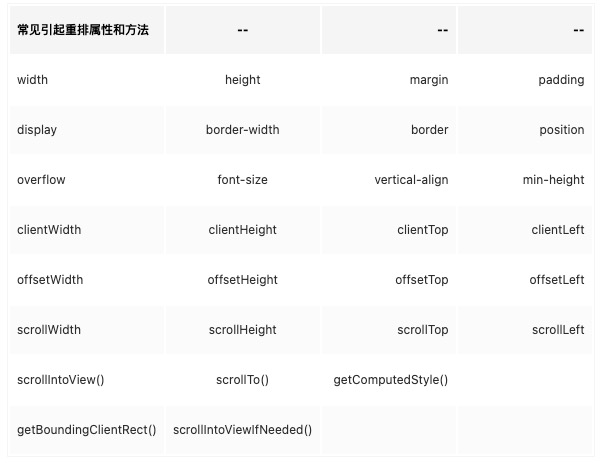 常见引起重排属性和方法 -- -- --
width height margin padding
display border-width border position
overflow font-size vertical-align min-height
clientWidth clientHeight clientTop clientLeft
offsetWidth offsetHeight offsetTop offsetLeft
scrollWidth scrollHeight scrollTop scrollLeft
scrollIntoView() scrollTo() getComputedStyle()
getBoundingClientRect() scrollIntoViewIfNeeded()